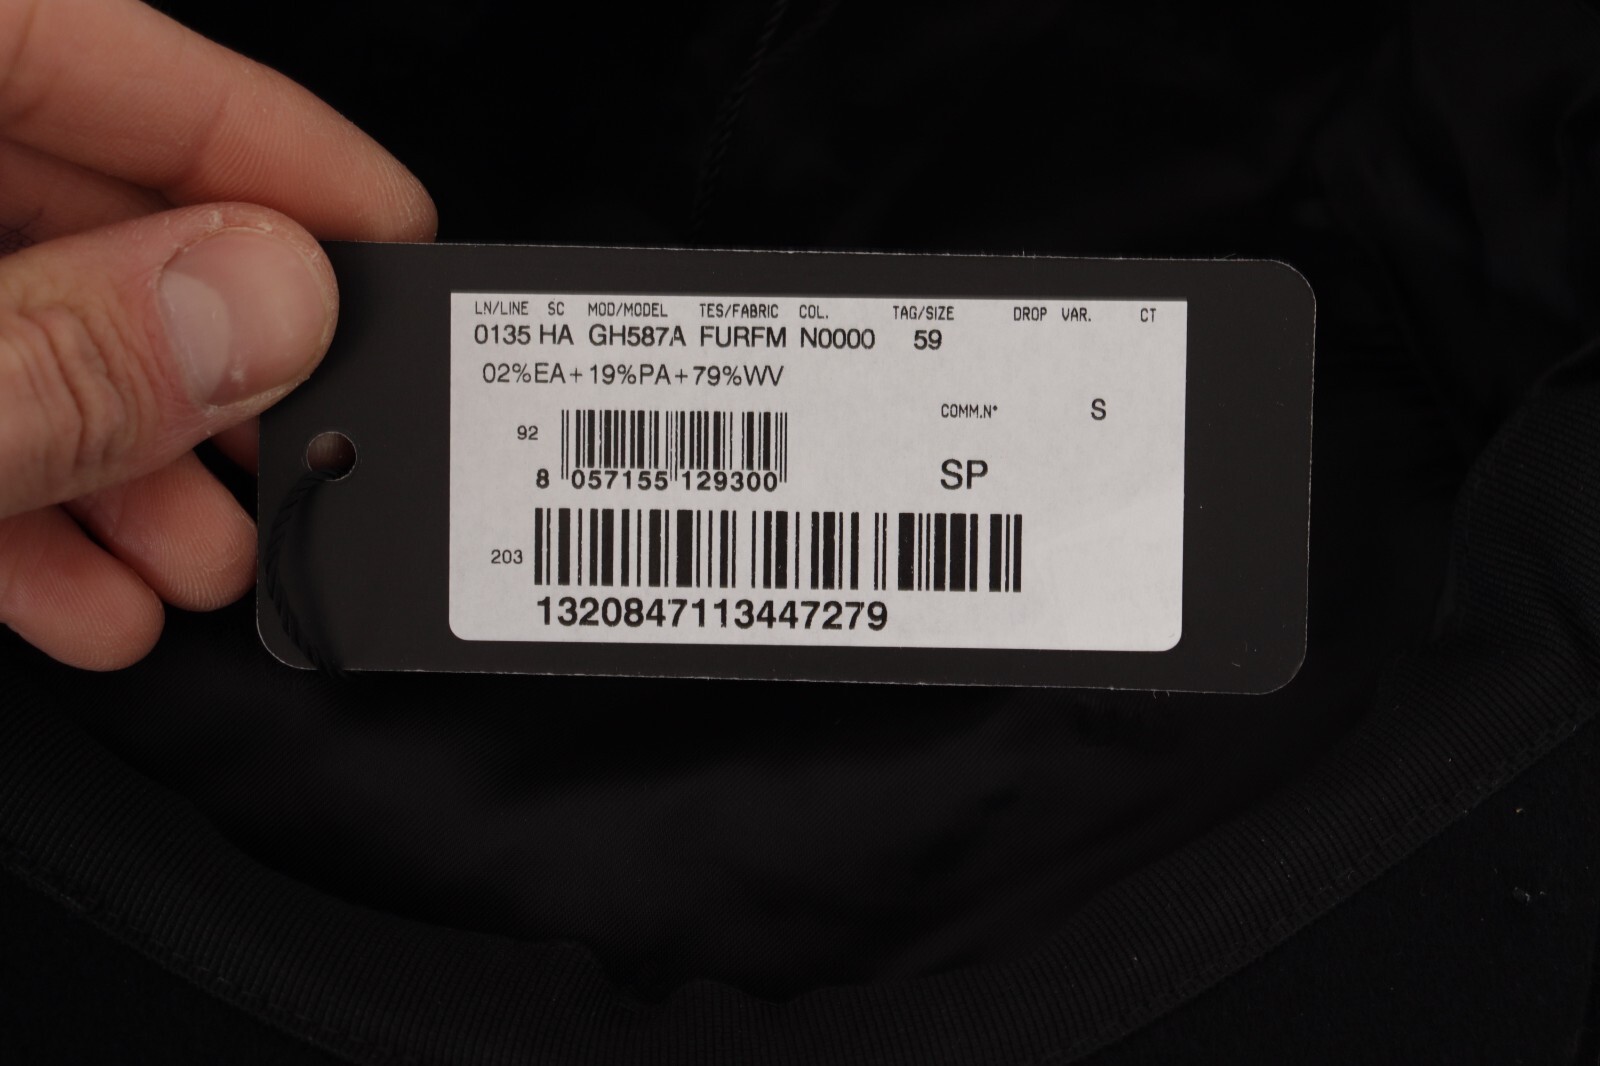 LN/LINE SC MOD/MODEL TES/FABRIC COL. TAG/SIZE DROP VAR. CT
0135 HA GH587A FURFM N0000 59
02%EA+19%PA+79%WV
COMM.N* S
92
8 057155 129300
SP
203
1320847113447279